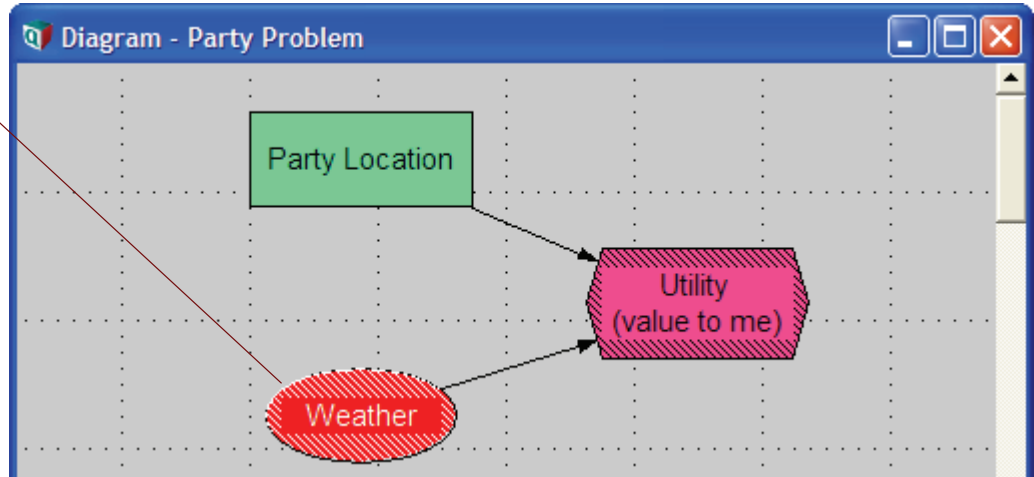 Diagram - Party Problem
Party Location
Utility
(value to me)
Weather